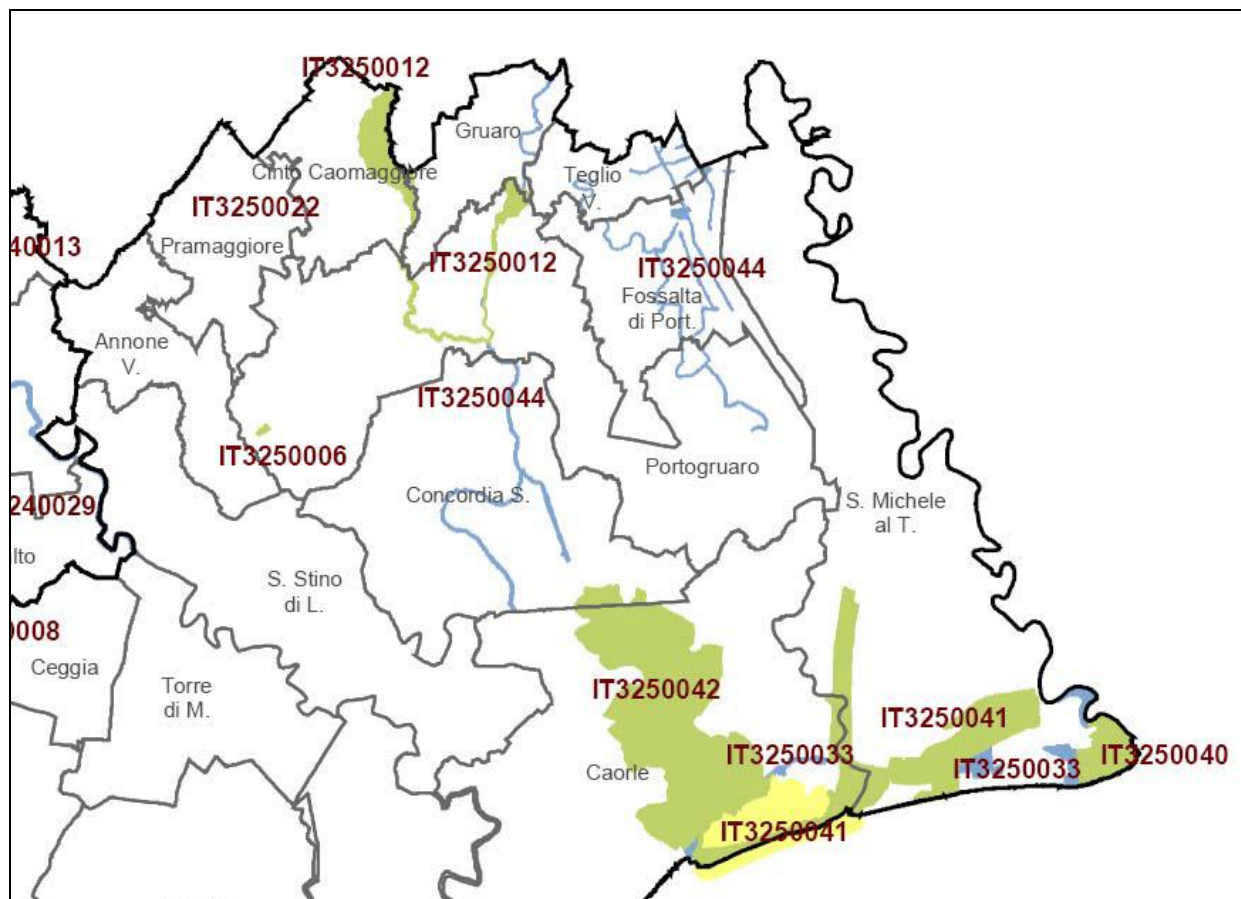 IT3250012
Gruaro
Cinto Caomaggiore
Teglio
V.
IT3250022
Pramaggiore
40013
IT3250012
IT3250044
Fossalta
di Port.
Annone
V.
IT3250044
IT3250006
Portogruaro
Concordia S.
S. Michele
al T.
240029
lto
S. Stino
di L.
0008
Ceggia
Torre
di M.
IT3250042
IT3250041
IT3250033
IT3250040
Caorle
IT3250033
IT3250041